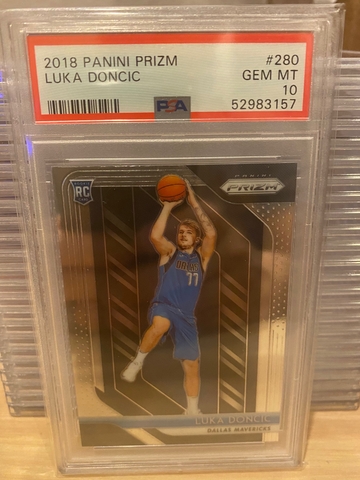 2018 PANINI PRIZM #280
LUKA DONCIC GEM MT
10
PSA 52983157
RC
PANINI
PRIZM
77
LUKA DONCIC
DALLAS MAVERICKS